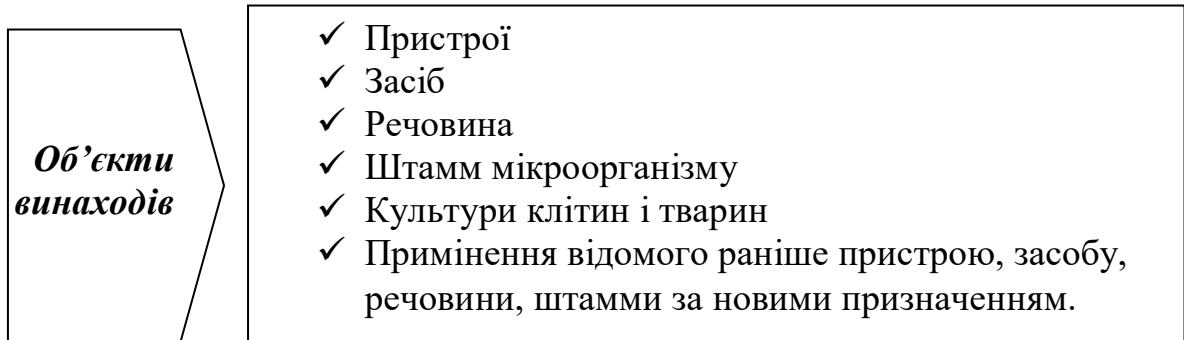 Об’єкти
винаходів
✓ Пристрої
✓ Засіб
✓ Речовина
✓ Штамм мікроорганізму
✓ Культури клітин і тварин
✓ Примінення відомого раніше пристрою, засобу,
речовини, штамми за новими призначенням.